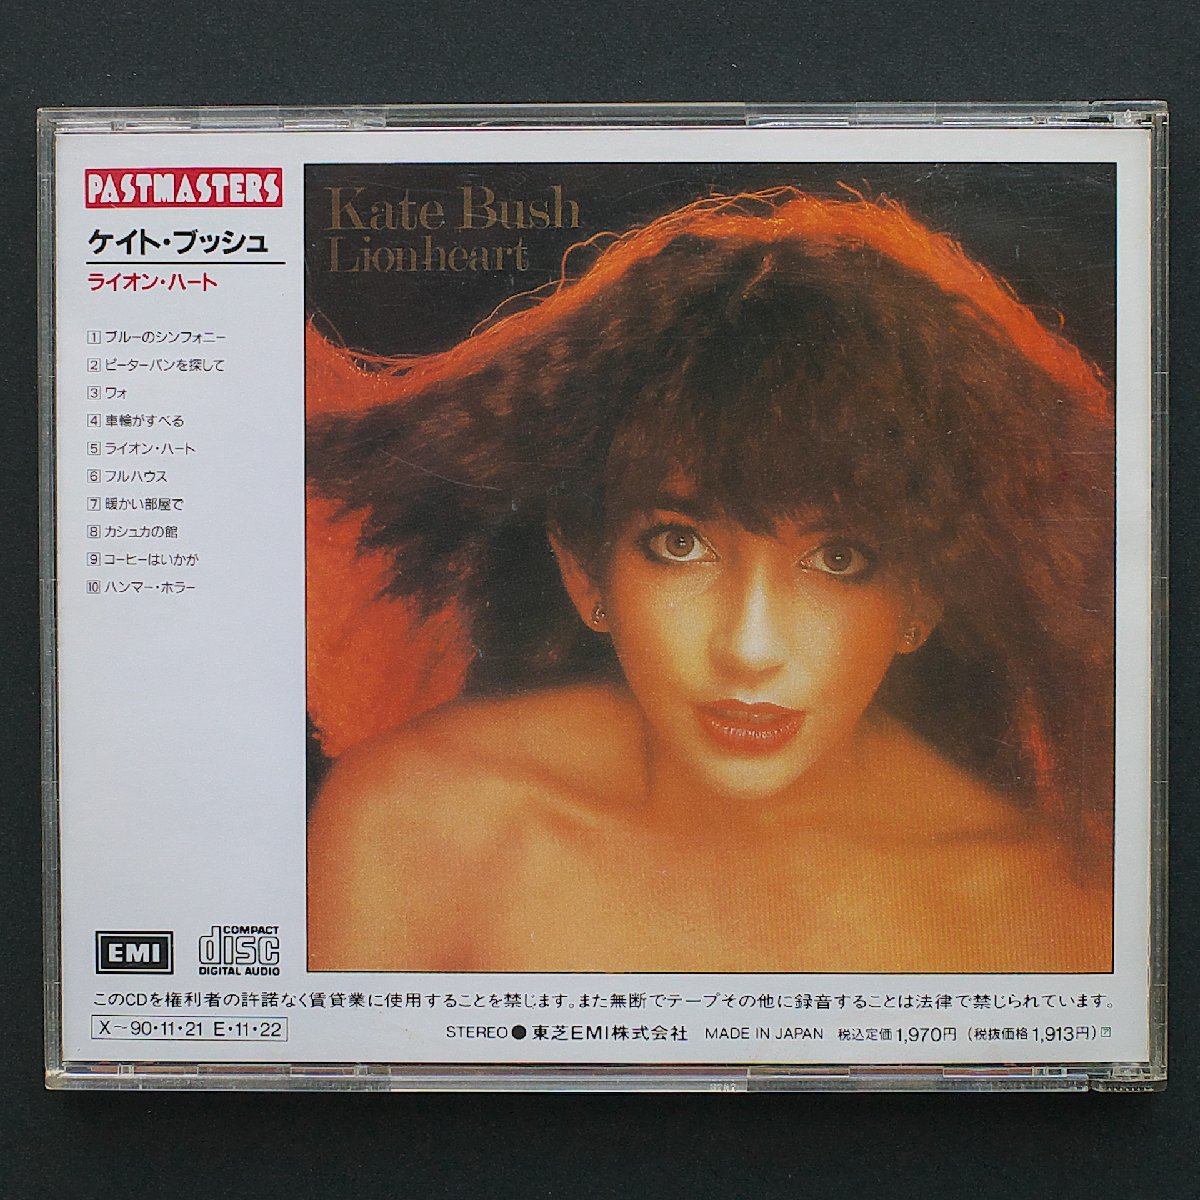 PASTMASTERS
ケイト・ブッシュ
ライオン・ハート
1 ブルーのシンフォニー
2 ピーターパンを探して
3 ワォ
4 車輪がすべる
5 ライオン・ハート
6 フルハウス
7 暖かい部屋で
8 カシュカの館
9 コーヒーはいかが
10 ハンマー・ホラー
Kate Bush
Lionheart
EMI
COMPACT
disc
DIGITAL AUDIO
このCDを権利者の許諾なく賃貸業に使用することを禁じます。また無断でテープその他に録音することは法律で禁じられています。
X〜90・11・21 E・11・22
STEREO●東芝EMI株式会社 MADE IN JAPAN 税込定価1,970円(税抜価格1,913円)